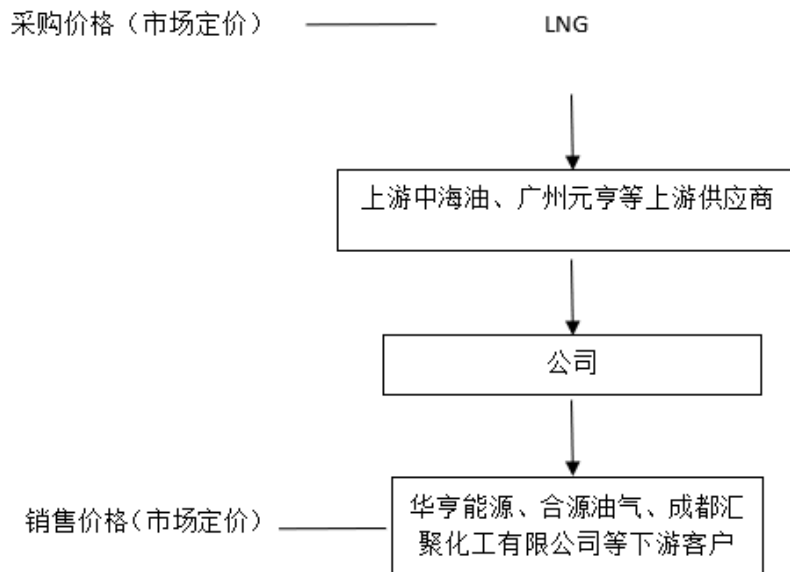 采购价格（市场定价）
LNG
上游中海油、广州元亨等上游供应商
公司
销售价格（市场定价）
华亨能源、合源油气、成都汇
聚化工有限公司等下游客户